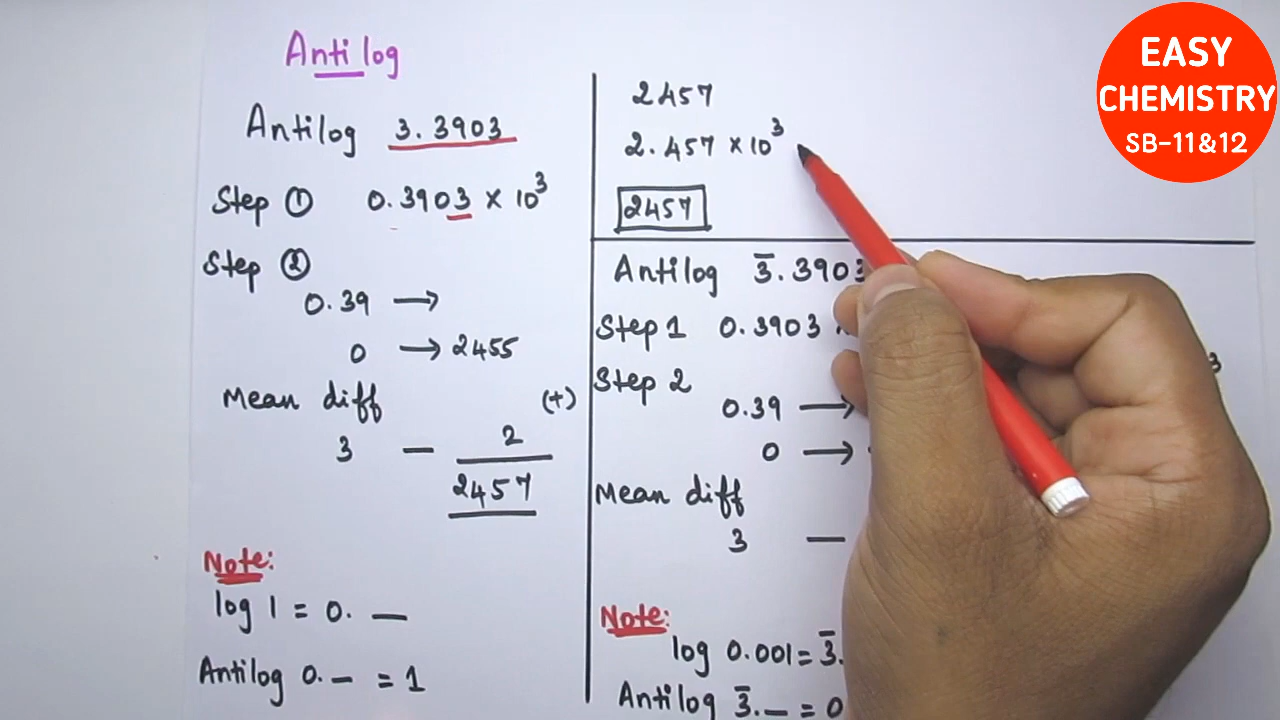 Antilog
Antilog 3.3903
Step ① 0.3903 × 10³
Step ②
0.39 →
0 → 2455
Mean diff (+)
3 — 2
2457
Note:
log 1 = 0. —
Antilog 0. — = 1
2457
2.457 × 10³
2457
Antilog 3̅.3903
Step 1 0.3903
Step 2
0.39 →
0 →
Mean diff
3 —
Note:
log 0.001 = 3̅.
Antilog 3̅. — = 0
EASY
CHEMISTRY
SB-11&12